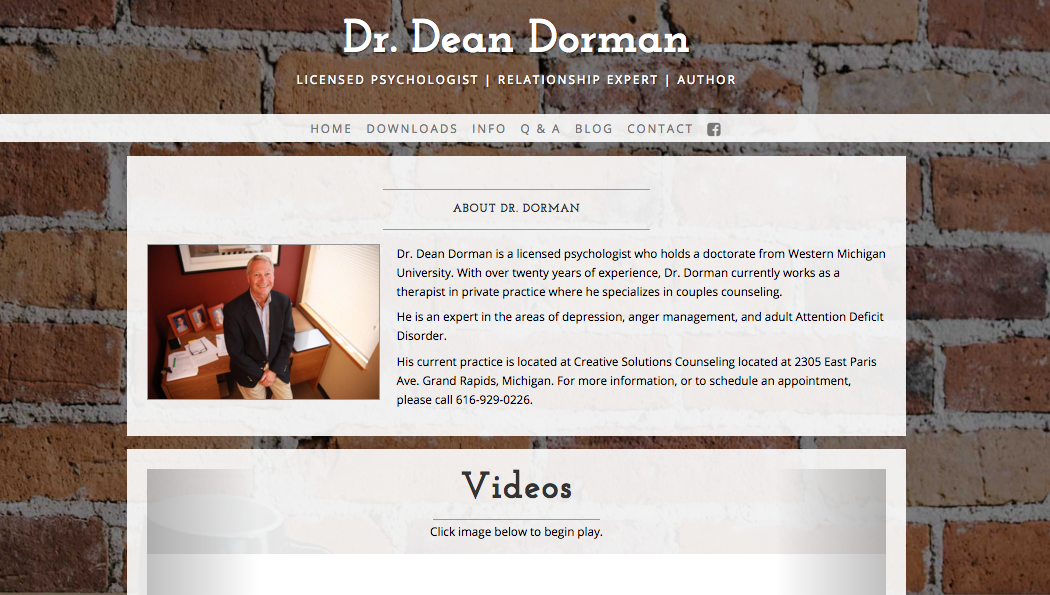 Dr. Dean Dorman
LICENSED PSYCHOLOGIST | RELATIONSHIP EXPERT | AUTHOR
HOME DOWNLOADS INFO Q & A BLOG CONTACT
ABOUT DR. DORMAN
Dr. Dean Dorman is a licensed psychologist who holds a doctorate from Western Michigan
University. With over twenty years of experience, Dr. Dorman currently works as a
therapist in private practice where he specializes in couples counseling.
He is an expert in the areas of depression, anger management, and adult Attention Deficit
Disorder.
His current practice is located at Creative Solutions Counseling located at 2305 East Paris
Ave. Grand Rapids, Michigan. For more information, or to schedule an appointment,
please call 616-929-0226.
Videos
Click image below to begin play.